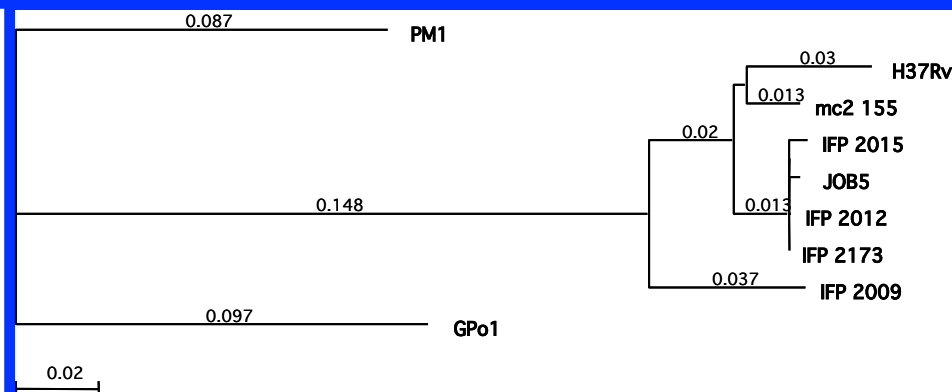 0.087
PM1
0.03
H37Rv
0.013
mc2 155
0.02
IFP 2015
JOB5
0.148
0.013
IFP 2012
IFP 2173
0.037
IFP 2009
0.097
GPo1
0.02